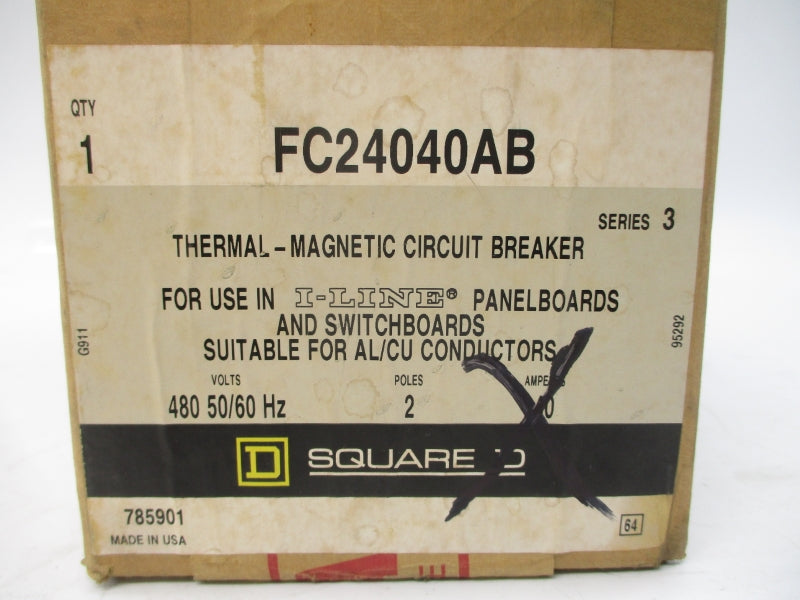 QTY
1
FC24040AB
SERIES 3
THERMAL-MAGNETIC CIRCUIT BREAKER
FOR USE IN I-LINE® PANELBOARDS
AND SWITCHBOARDS
SUITABLE FOR AL/CU CONDUCTORS
G911
95292
VOLTS POLES AMPERES
480 50/60 Hz 2
D SQUARE D
785901
MADE IN USA
64